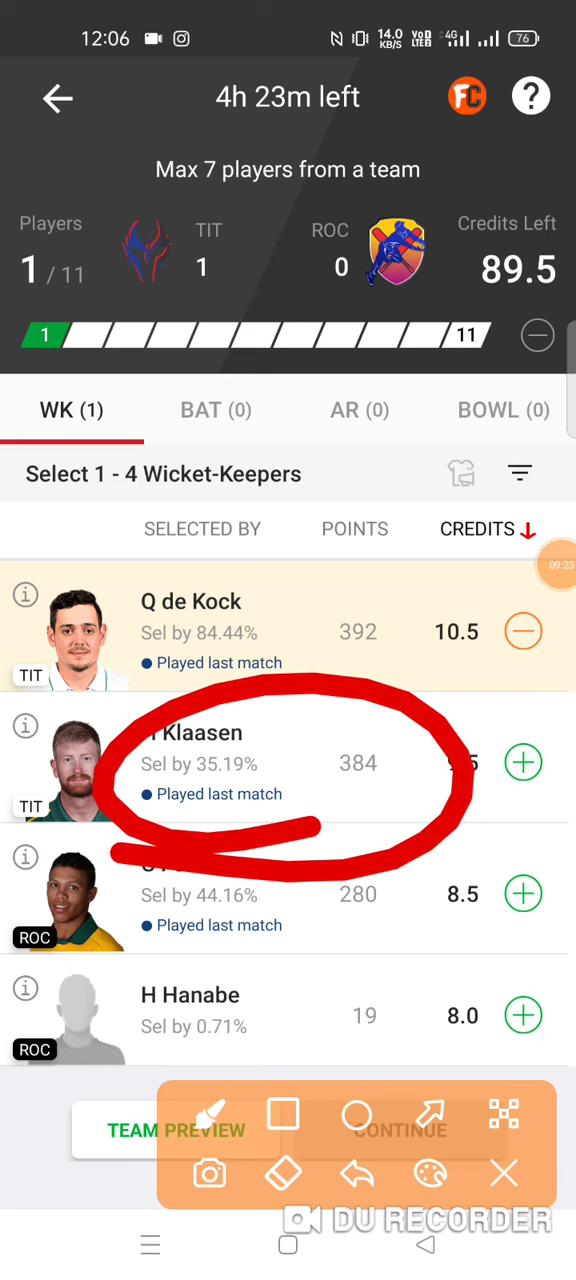 12:06 14.0 KB/S VoD LTE2 4G 76
4h 23m left FC ?
Max 7 players from a team
Players TIT ROC Credits Left
1 / 11 1 0 89.5
1 11
WK (1) BAT (0) AR (0) BOWL (0)
Select 1 - 4 Wicket-Keepers
SELECTED BY POINTS CREDITS
09:23
Q de Kock
Sel by 84.44% 392 10.5
Played last match
TIT
Klaasen
Sel by 35.19% 384
Played last match
TIT
Sel by 44.16% 280 8.5
Played last match
ROC
H Hanabe
Sel by 0.71% 19 8.0
ROC
TEAM PREVIEW CONTINUE
DU RECORDER